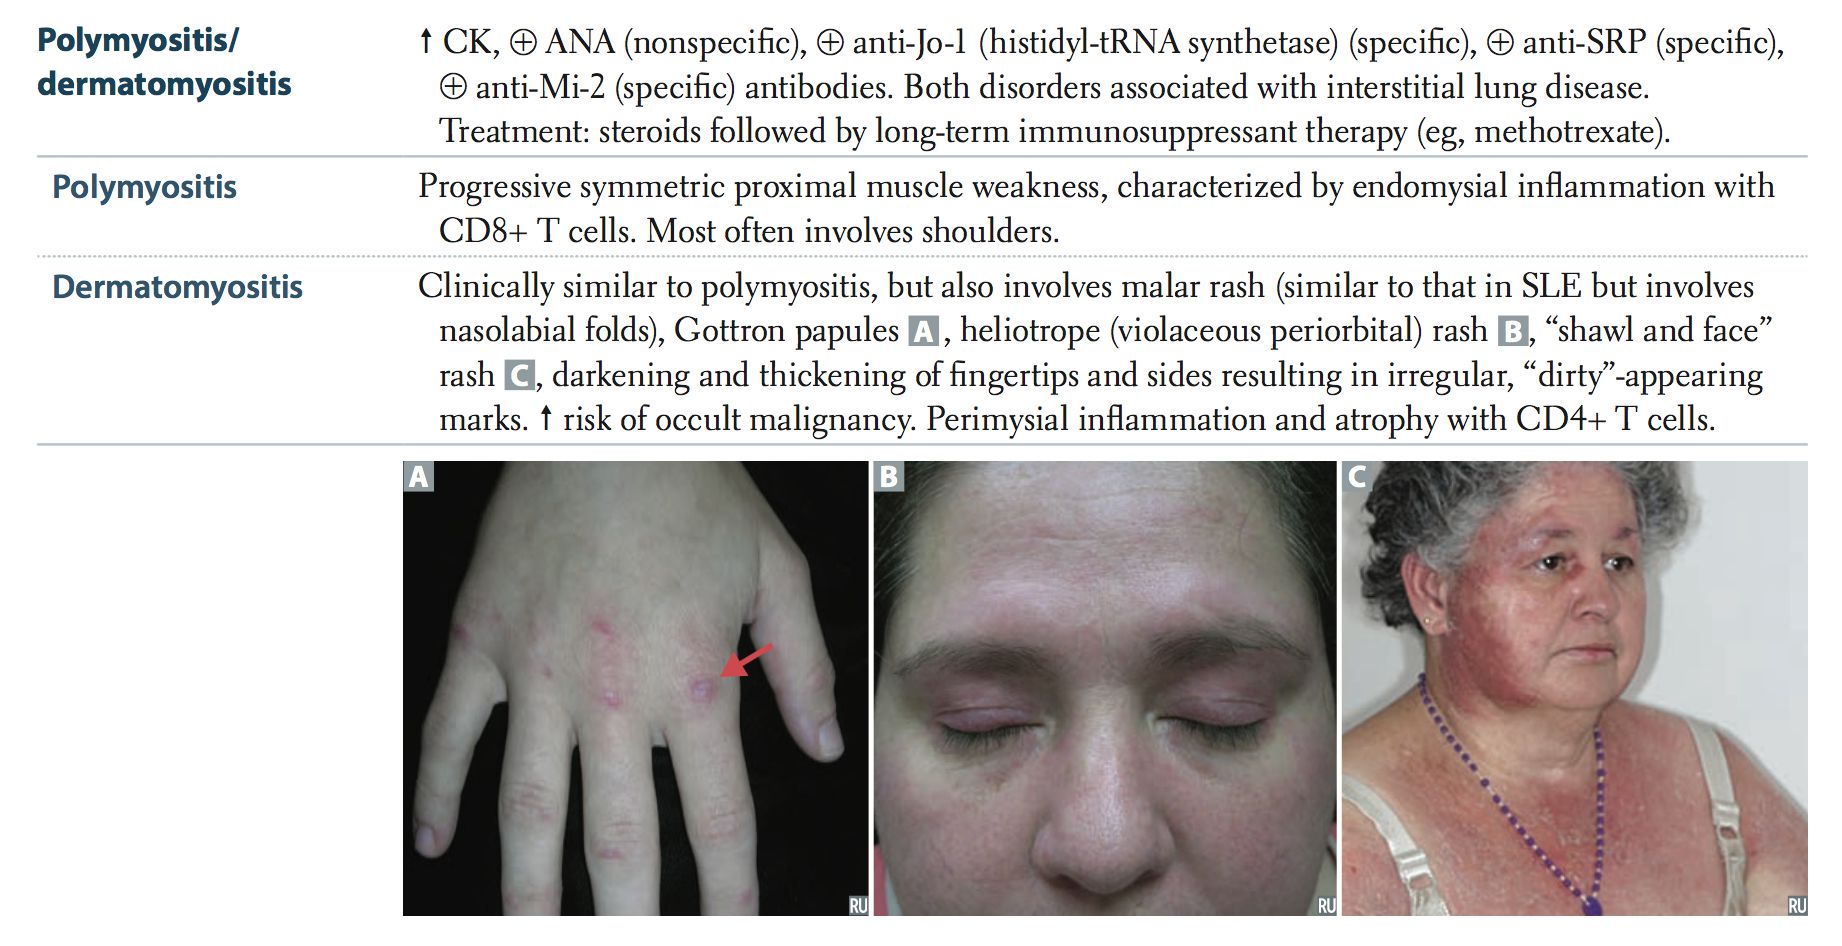 Polymyositis/
dermatomyositis
↑ CK, ⊕ ANA (nonspecific), ⊕ anti-Jo-1 (histidyl-tRNA synthetase) (specific), ⊕ anti-SRP (specific),
⊕ anti-Mi-2 (specific) antibodies. Both disorders associated with interstitial lung disease.
Treatment: steroids followed by long-term immunosuppressant therapy (eg, methotrexate).
Polymyositis
Progressive symmetric proximal muscle weakness, characterized by endomysial inflammation with
CD8+ T cells. Most often involves shoulders.
Dermatomyositis
Clinically similar to polymyositis, but also involves malar rash (similar to that in SLE but involves
nasolabial folds), Gottron papules A, heliotrope (violaceous periorbital) rash B, “shawl and face”
rash C, darkening and thickening of fingertips and sides resulting in irregular, “dirty”-appearing
marks. ↑ risk of occult malignancy. Perimysial inflammation and atrophy with CD4+ T cells.
A
B
C
RU
RU
RU